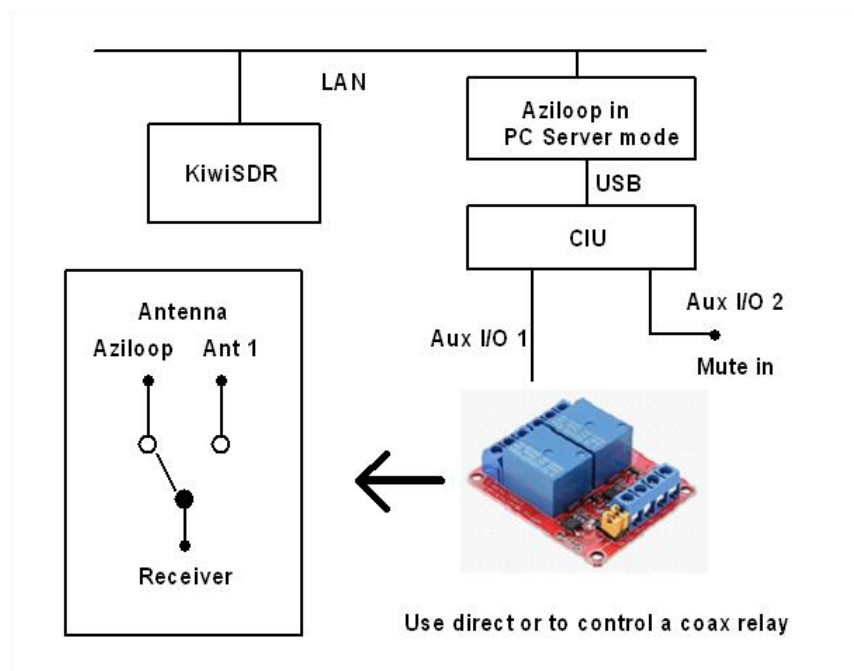 LAN
KiwiSDR
Aziloop in
PC Server mode
USB
CIU
Aux I/O 1
Aux I/O 2
Mute in
Antenna
Aziloop Ant 1
Receiver
Use direct or to control a coax relay